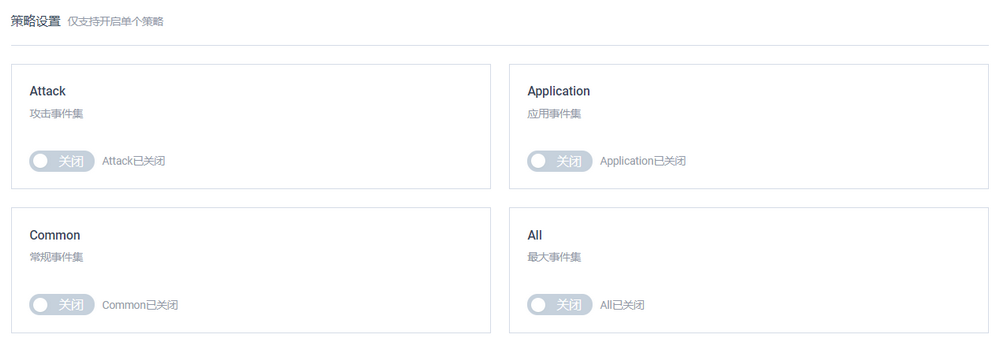 策略设置 仅支持开启单个策略
Attack
攻击事件集
关闭 Attack已关闭
Application
应用事件集
关闭 Application已关闭
Common
常规事件集
关闭 Common已关闭
All
最大事件集
关闭 All已关闭